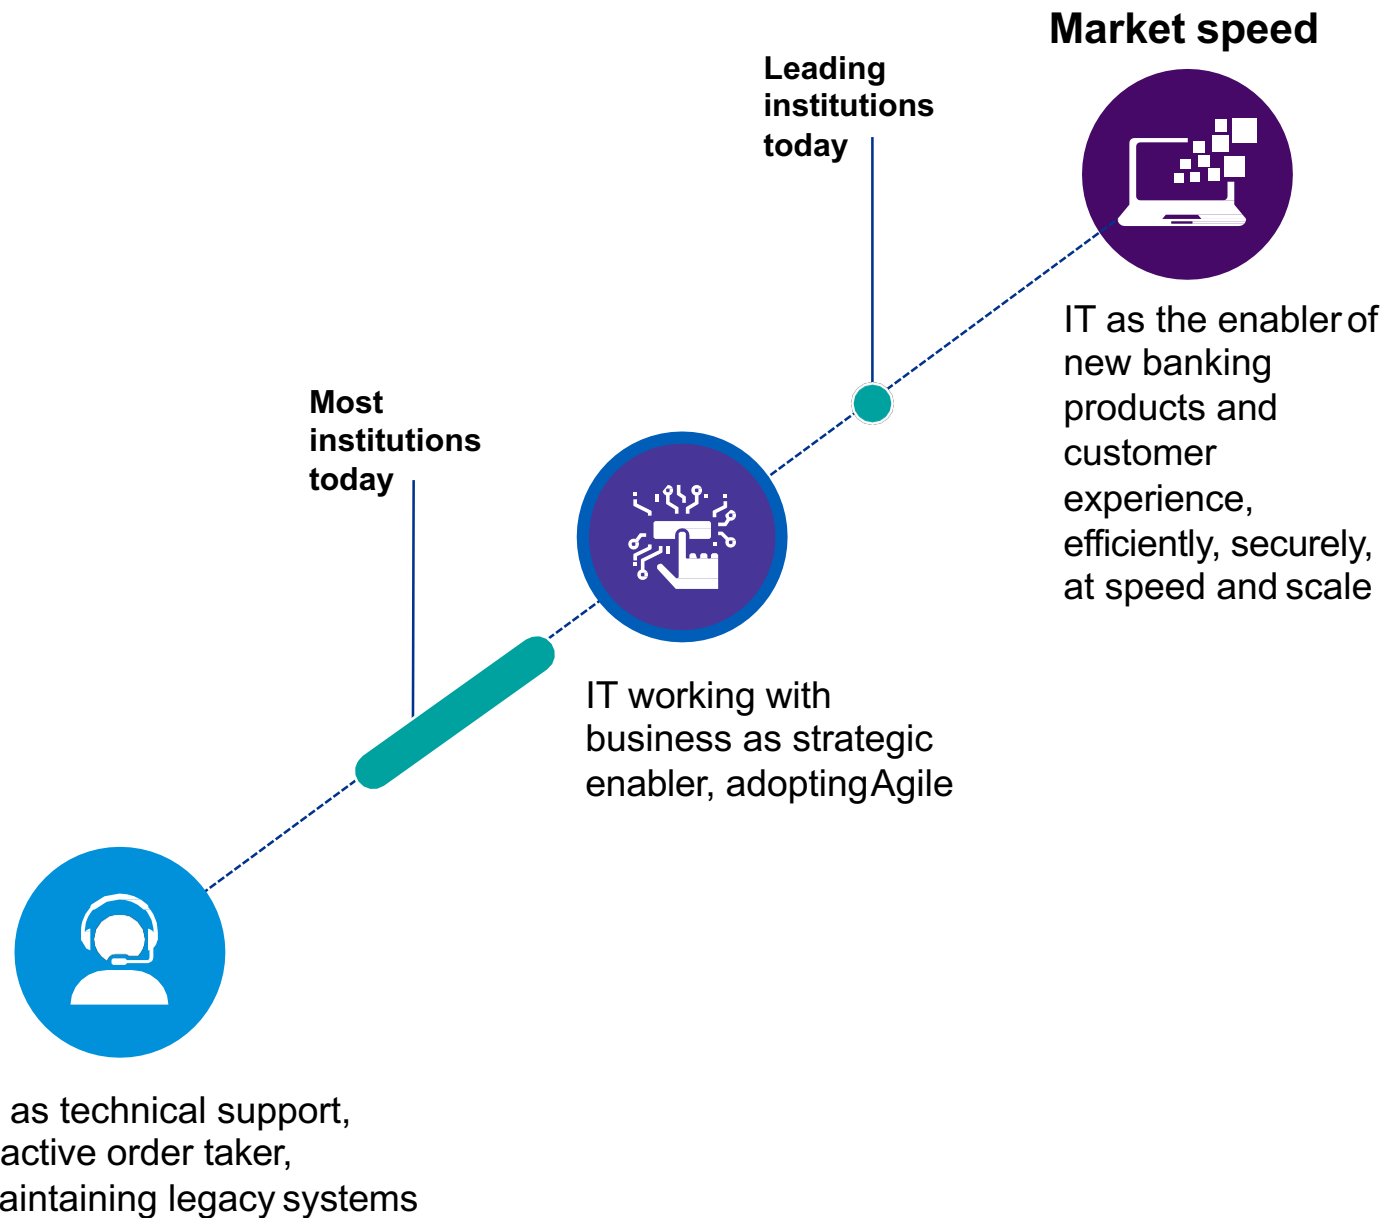 Market speed
Leading
institutions
today
IT as the enabler of
new banking
products and
customer
experience,
efficiently, securely,
at speed and scale
Most
institutions
today
IT working with
business as strategic
enabler, adopting Agile
as technical support,
active order taker,
aintaining legacy systems